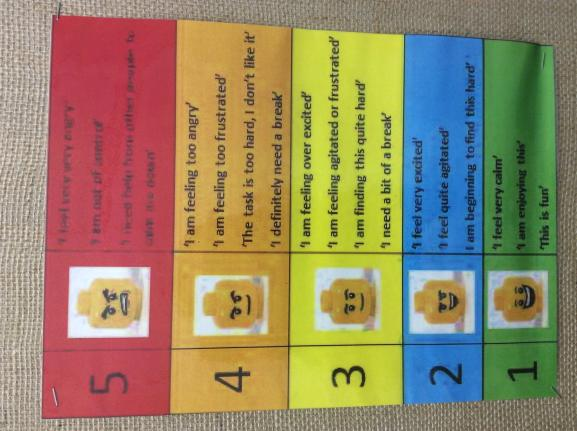 5
'I feel very very angry'
'I am out of control'
'I need help from other people to
calm me down'
4
'I am feeling too angry'
'I am feeling too frustrated'
'The task is too hard, I don't like it'
'I definitely need a break'
3
'I am feeling over excited'
'I am feeling agitated or frustrated'
'I am finding this quite hard'
'I need a bit of a break'
2
'I feel very excited'
'I feel quite agitated'
I am beginning to find this hard'
1
'I feel very calm'
'I am enjoying this'
'This is fun'